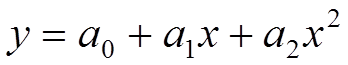 y = a₀ + a₁x + a₂x²